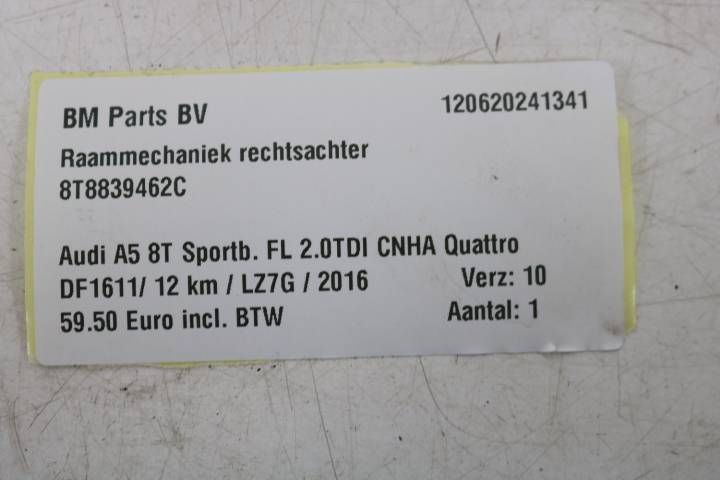 BM Parts BV 120620241341
Raammechaniek rechtsachter
8T8839462C
Audi A5 8T Sportb. FL 2.0TDI CNHA Quattro
DF1611/ 12 km / LZ7G / 2016 Verz: 10
59.50 Euro incl. BTW Aantal: 1